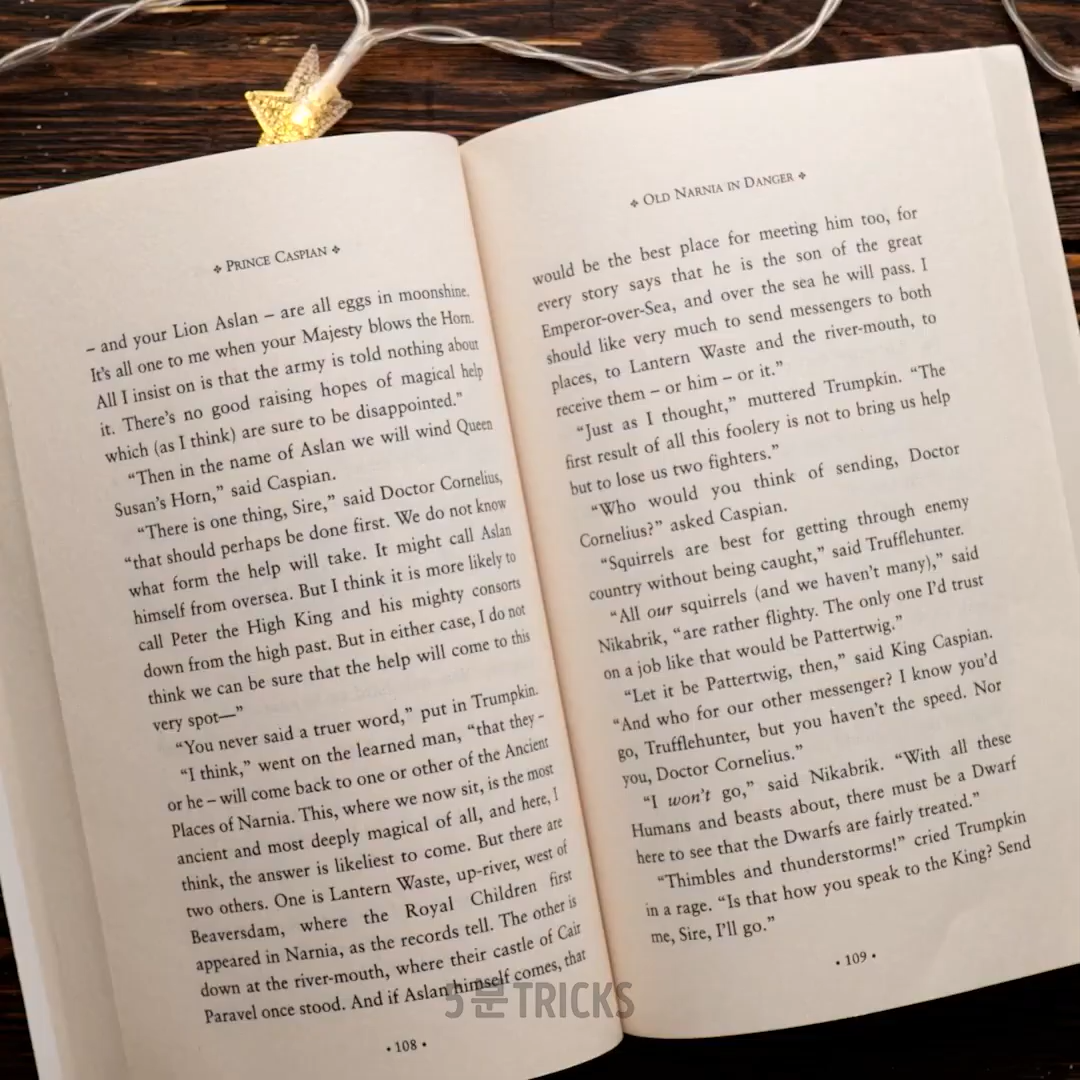 ❖ PRINCE CASPIAN ❖
– and your Lion Aslan – are all eggs in moonshine.
It’s all one to me when your Majesty blows the Horn.
All I insist on is that the army is told nothing about
it. There’s no good raising hopes of magical help
which (as I think) are sure to be disappointed.”
“Then in the name of Aslan we will wind Queen
Susan’s Horn,” said Caspian.
“There is one thing, Sire,” said Doctor Cornelius,
“that should perhaps be done first. We do not know
what form the help will take. It might call Aslan
himself from oversea. But I think it is more likely to
call Peter the High King and his mighty consorts
down from the high past. But in either case, I do not
think we can be sure that the help will come to this
very spot—”
“You never said a truer word,” put in Trumpkin.
“I think,” went on the learned man, “that they –
or he – will come back to one or other of the Ancient
Places of Narnia. This, where we now sit, is the most
ancient and most deeply magical of all, and here, I
think, the answer is likeliest to come. But there are
two others. One is Lantern Waste, up-river, west of
Beaversdam, where the Royal Children first
appeared in Narnia, as the records tell. The other is
down at the river-mouth, where their castle of Cair
Paravel once stood. And if Aslan himself comes, that
• 108 •
❖ OLD NARNIA IN DANGER ❖
would be the best place for meeting him too, for
every story says that he is the son of the great
Emperor-over-Sea, and over the sea he will pass. I
should like very much to send messengers to both
places, to Lantern Waste and the river-mouth, to
receive them – or him – or it.”
“Just as I thought,” muttered Trumpkin. “The
first result of all this foolery is not to bring us help
but to lose us two fighters.”
“Who would you think of sending, Doctor
Cornelius?” asked Caspian.
“Squirrels are best for getting through enemy
country without being caught,” said Trufflehunter.
“All our squirrels (and we haven’t many),” said
Nikabrik, “are rather flighty. The only one I’d trust
on a job like that would be Pattertwig.”
“Let it be Pattertwig, then,” said King Caspian.
“And who for our other messenger? I know you’d
go, Trufflehunter, but you haven’t the speed. Nor
you, Doctor Cornelius.”
“I won’t go,” said Nikabrik. “With all these
Humans and beasts about, there must be a Dwarf
here to see that the Dwarfs are fairly treated.”
“Thimbles and thunderstorms!” cried Trumpkin
in a rage. “Is that how you speak to the King? Send
me, Sire, I’ll go.”
• 109 •
5분TRICKS